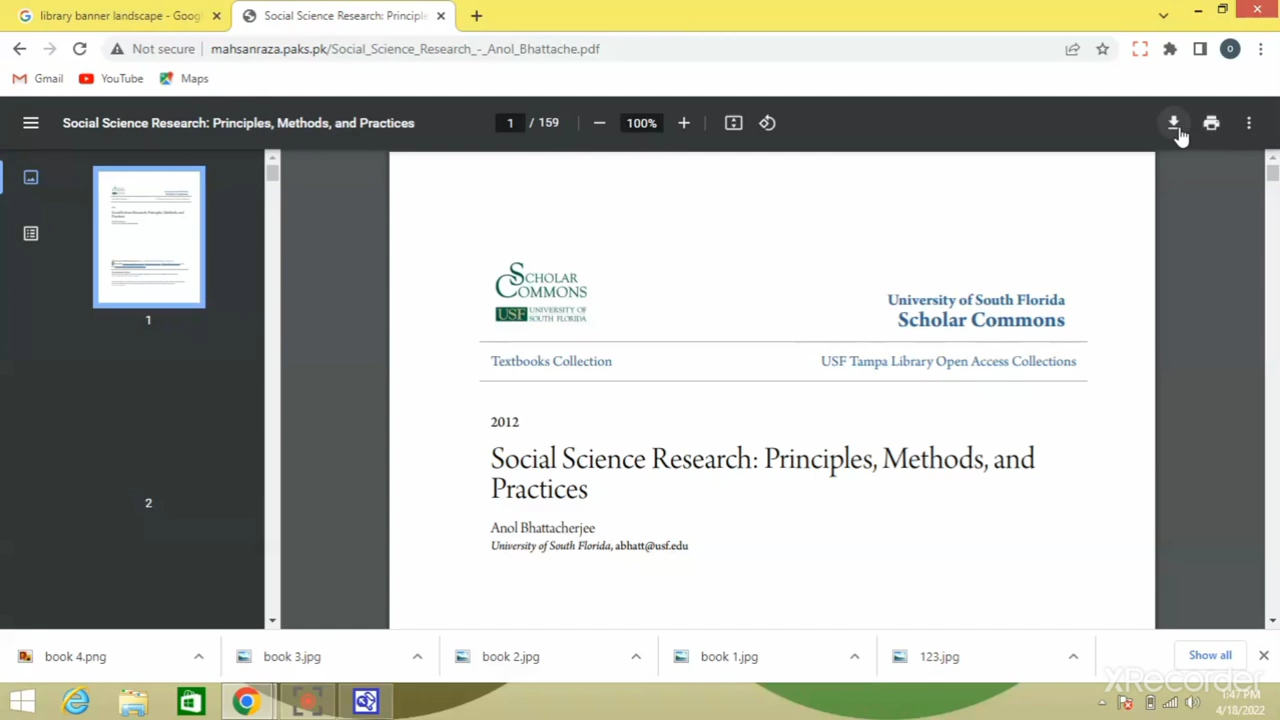 library banner landscape - Goog
Social Science Research: Principle
Not secure
mahsanraza.paks.pk/Social_Science_Research_-_Anol_Bhattache.pdf
O
Gmail
YouTube
Maps
Social Science Research: Principles, Methods, and Practices
1 / 159
100%
1
2
SCHOLAR
COMMONS
USF UNIVERSITY OF
SOUTH FLORIDA
University of South Florida
Scholar Commons
Textbooks Collection
USF Tampa Library Open Access Collections
2012
Social Science Research: Principles, Methods, and
Practices
Anol Bhattacherjee
University of South Florida, abhatt@usf.edu
book 4.png
book 3.jpg
book 2.jpg
book 1.jpg
123.jpg
Show all
XRecorder
1:47 PM
4/18/2022